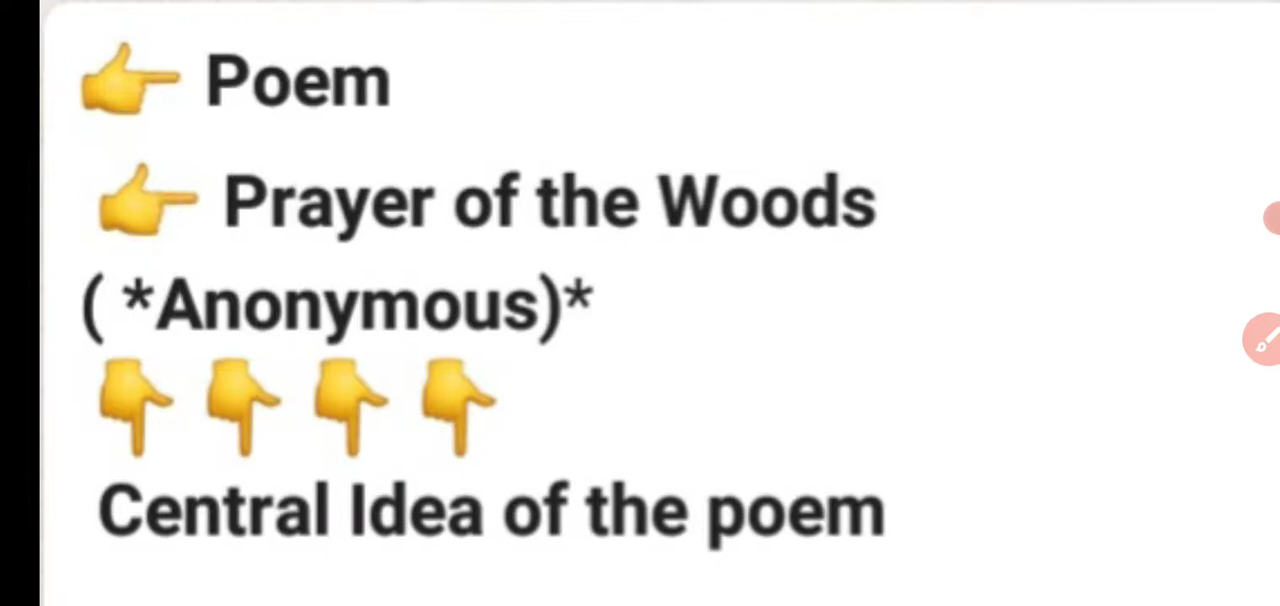 👉 Poem
👉 Prayer of the Woods
( *Anonymous)*
👇 👇 👇 👇
Central Idea of the poem